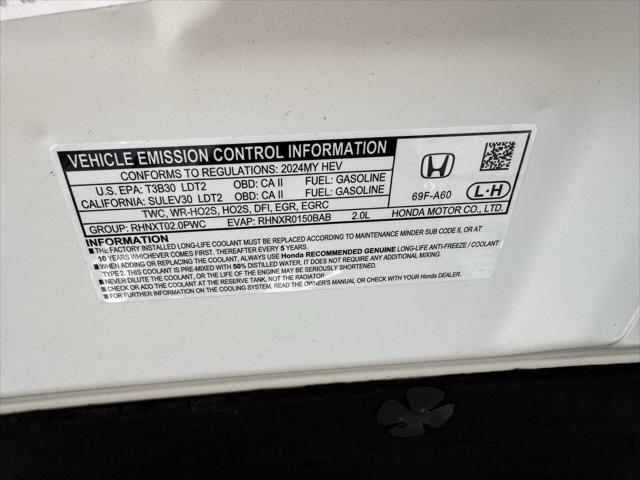 VEHICLE EMISSION CONTROL INFORMATION
CONFORMS TO REGULATIONS: 2024MY HEV
U.S. EPA: T3B30 LDT2 OBD: CA II FUEL: GASOLINE
CALIFORNIA: SULEV30 LDT2 OBD: CA II FUEL: GASOLINE
TWC, WR-HO2S, HO2S, DFI, EGR, EGRC
GROUP: RHNXT02.0PWC EVAP: RHNXR0150BAB 2.0L
69F-A60
L-H
HONDA MOTOR CO., LTD.
INFORMATION
■ THE FACTORY INSTALLED LONG-LIFE COOLANT MUST BE REPLACED WHEN INDICATED BY MAINTENANCE MINDER SUB CODE 5, OR AT
10 YEARS WHICHEVER COMES FIRST. THEREAFTER EVERY 5 YEARS.
■ WHEN ADDING OR REPLACING THE COOLANT, ALWAYS USE Honda RECOMMENDED GENUINE LONG-LIFE ANTI-FREEZE / COOLANT
TYPE 2. THIS COOLANT IS PRE-MIXED WITH 50% DISTILLED WATER, IT DOES NOT REQUIRE ANY ADDITIONAL MIXING.
■ NEVER DILUTE THE COOLANT, OR THE LIFE OF THE ENGINE MAY BE SERIOUSLY SHORTENED.
■ CHECK OR ADD THE COOLANT AT THE RESERVE TANK, NOT THE RADIATOR.
■ FOR FURTHER INFORMATION ON THE COOLING SYSTEM, READ THE OWNER'S MANUAL OR CHECK WITH YOUR Honda DEALER.